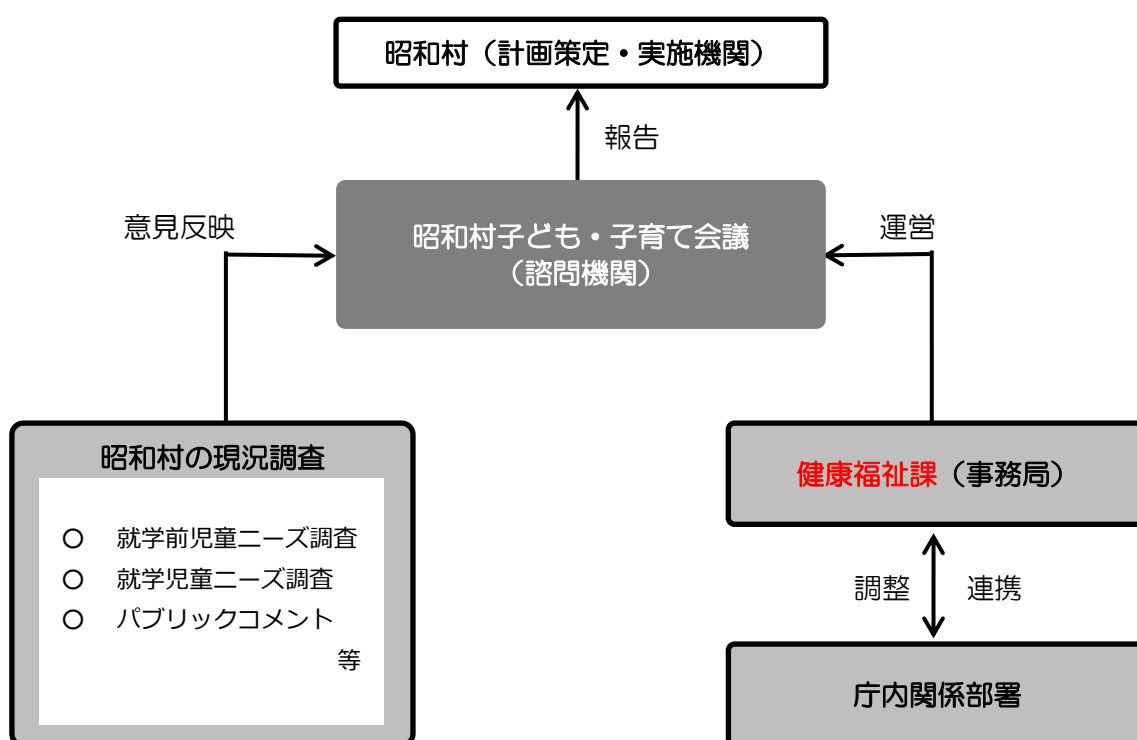 昭和村（計画策定・実施機関）
報告
意見反映
昭和村子ども・子育て会議
（諮問機関）
運営
昭和村の現況調査
○ 就学前児童ニーズ調査
○ 就学児童ニーズ調査
○ パブリックコメント
等
健康福祉課（事務局）
調整 連携
庁内関係部署